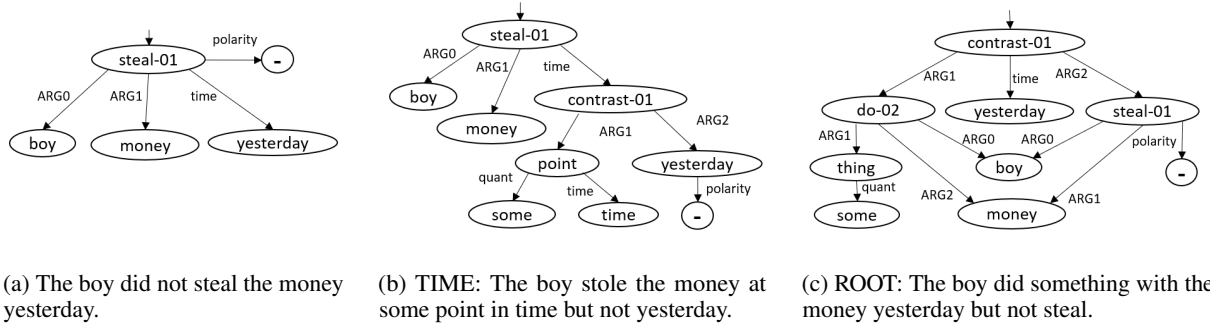 steal-01
polarity
-
ARG0
ARG1
time
boy
money
yesterday
(a) The boy did not steal the money
yesterday.
steal-01
ARG0
ARG1
time
boy
money
contrast-01
ARG1
ARG2
point
yesterday
quant
time
polarity
some
time
-
(b) TIME: The boy stole the money at
some point in time but not yesterday.
contrast-01
ARG1
time
ARG2
do-02
yesterday
steal-01
ARG1
ARG0
ARG0
polarity
thing
boy
-
quant
ARG2
ARG1
some
money
(c) ROOT: The boy did something with the
money yesterday but not steal.